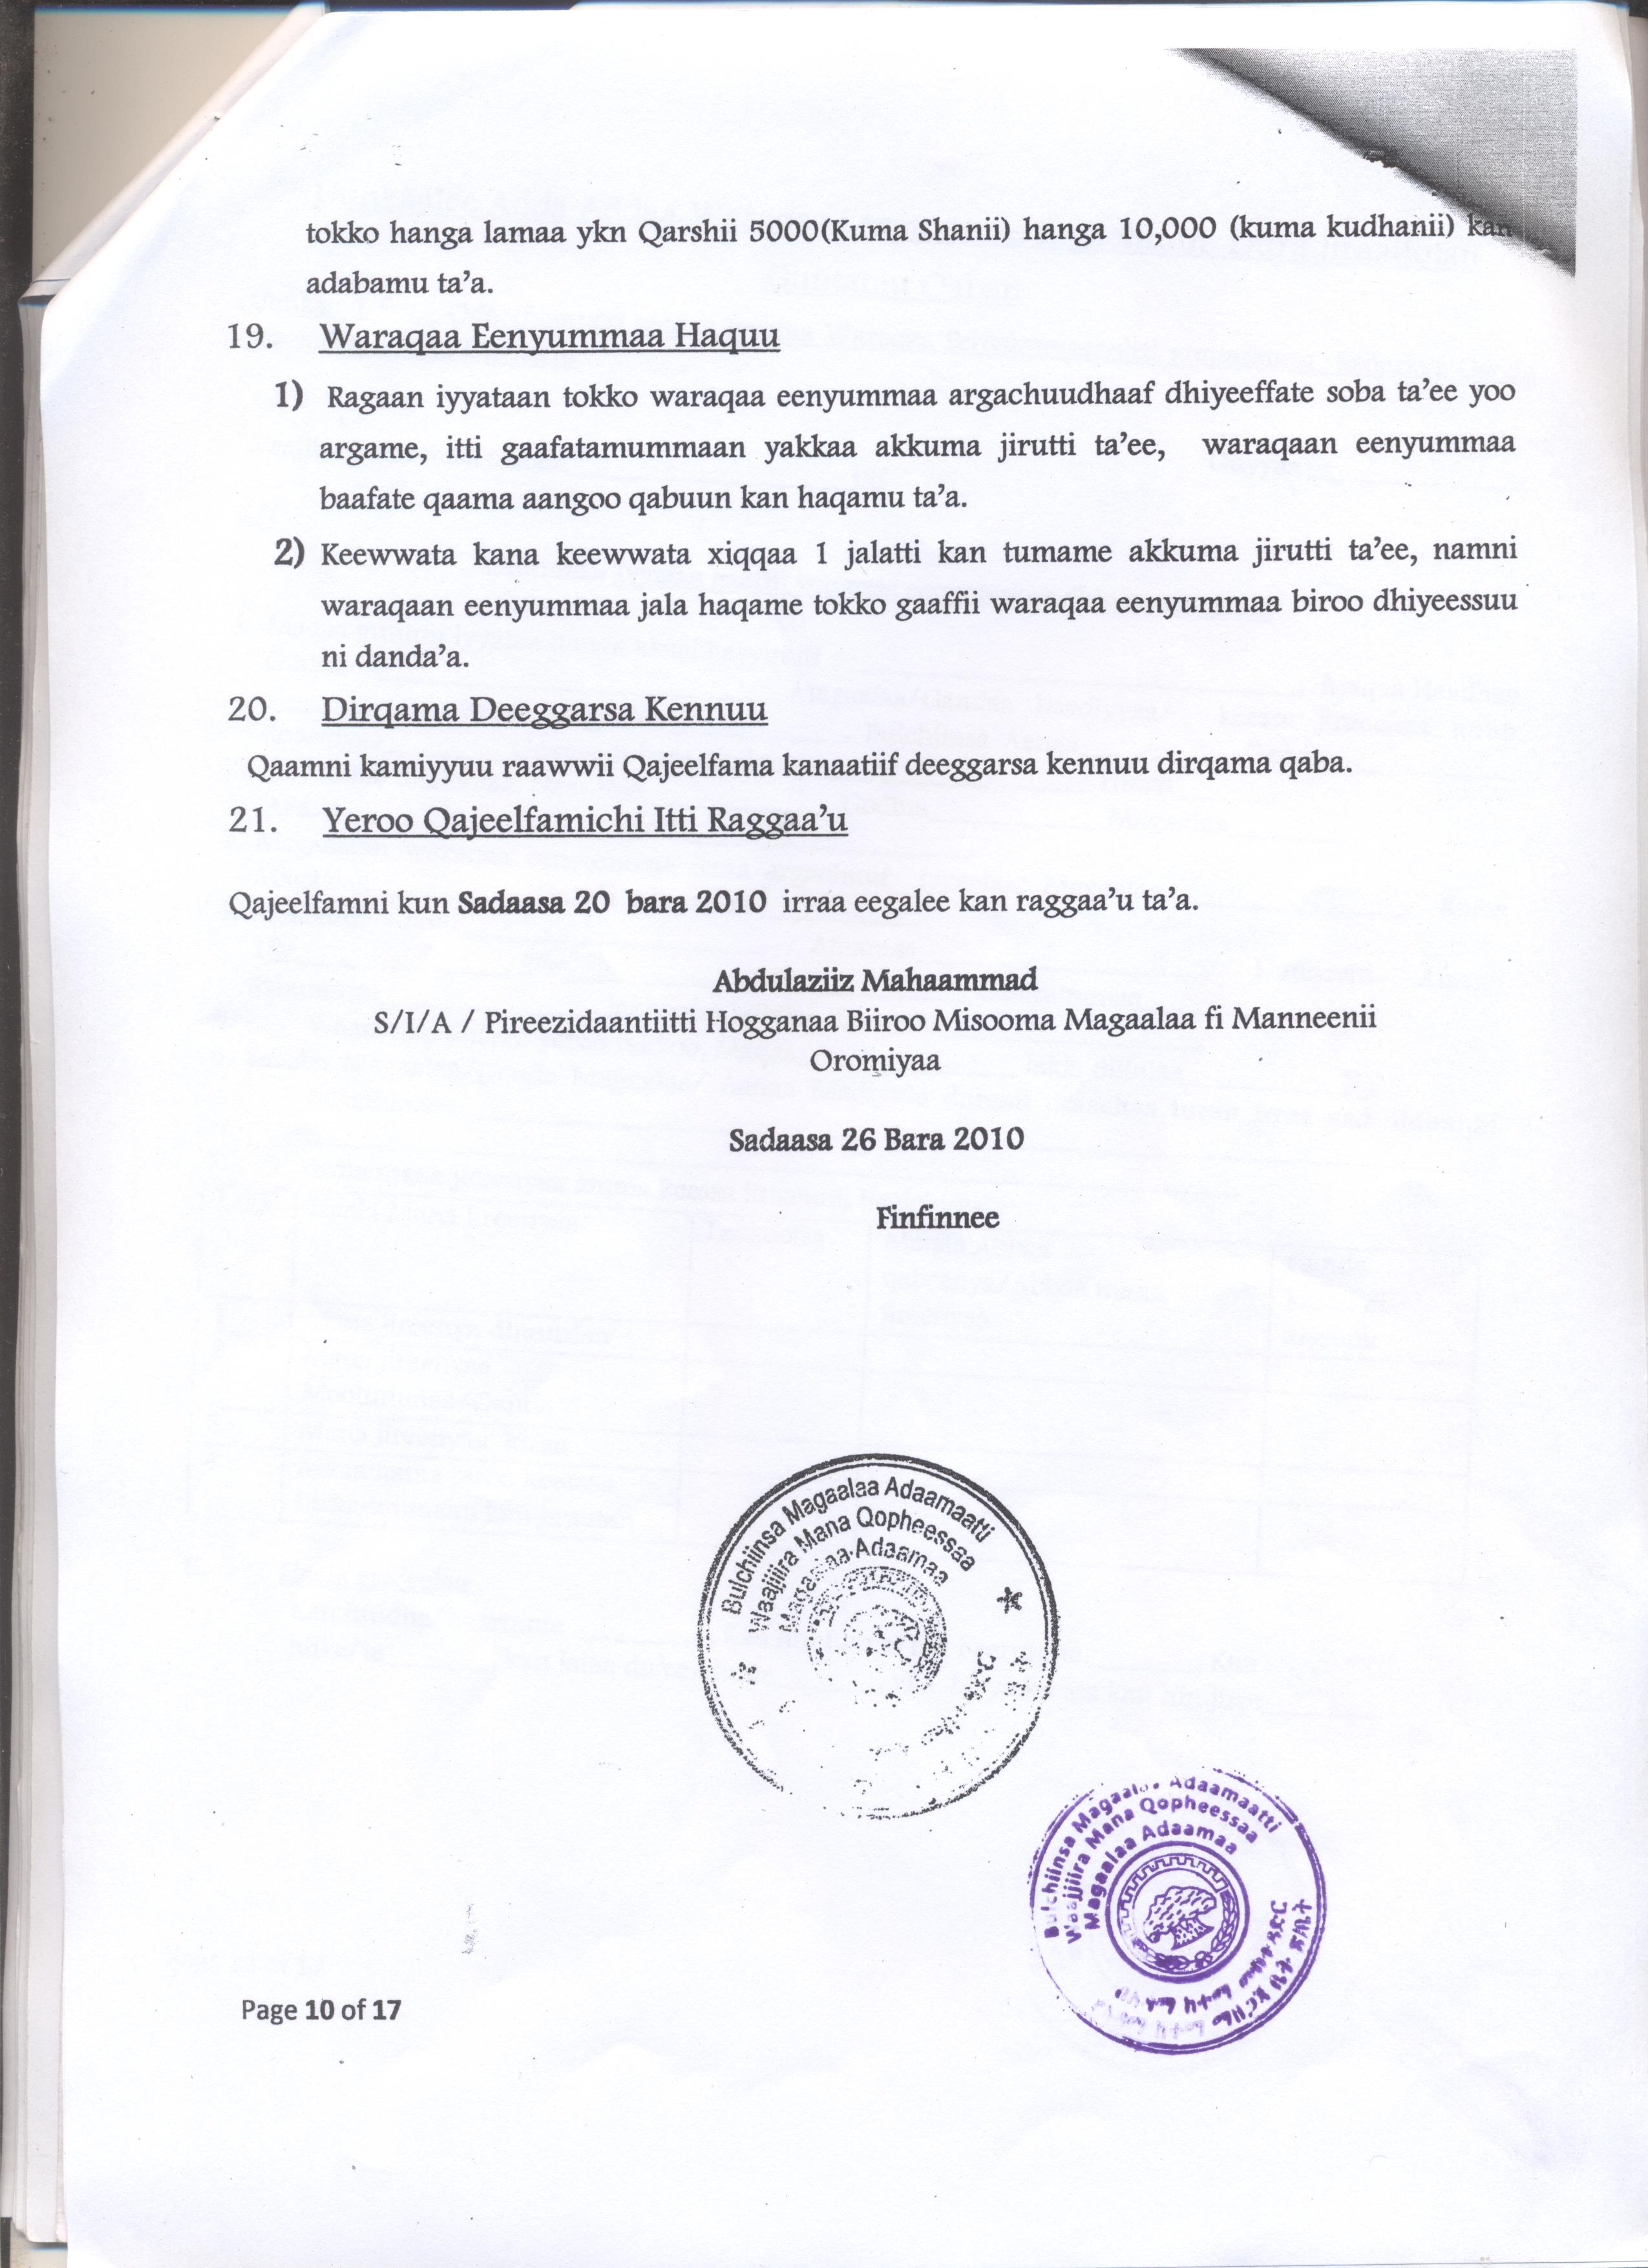 tokko hanga lamaa ykn Qarshii 5000(Kuma Shanii) hanga 10,000 (kuma kudhanii) kan
adabamu ta’a.
19. Waraqaa Eenyummaa Haquu
1) Ragaan iyyataan tokko waraqaa eenyummaa argachuudhaaf dhiyeeffate soba ta’ee yoo
argame, itti gaafatamummaan yakkaa akkuma jirutti ta’ee, waraqaan eenyummaa
baafate qaama aangoo qabuun kan haqamu ta’a.
2) Keewwata kana keewwata xiqqaa 1 jalatti kan tumame akkuma jirutti ta’ee, namni
waraqaan eenyummaa jala haqame tokko gaaffii waraqaa eenyummaa biroo dhiyeessuu
ni danda’a.
20. Dirqama Deeggarsa Kennuu
Qaamni kamiyyuu raawwii Qajeelfama kanaatiif deeggarsa kennuu dirqama qaba.
21. Yeroo Qajeelfamichi Itti Raggaa’u
Qajeelfamni kun Sadaasa 20 bara 2010 irraa eegalee kan raggaa’u ta’a.
Abdulaziiz Mahaammad
S/I/A / Pireezidaantiitti Hogganaa Biiroo Misooma Magaalaa fi Manneenii
Oromiyaa
Sadaasa 26 Bara 2010
Finfinnee
Bulchiinsa Magaalaa Adaamaatti
Waajjiira Mana Qopheessaa
Magaalaa Adaamaa
Bulchiinsa Magaalaa Adaamaatti
Waajjiira Mana Qopheessaa
Magaalaa Adaamaa
Page 10 of 17